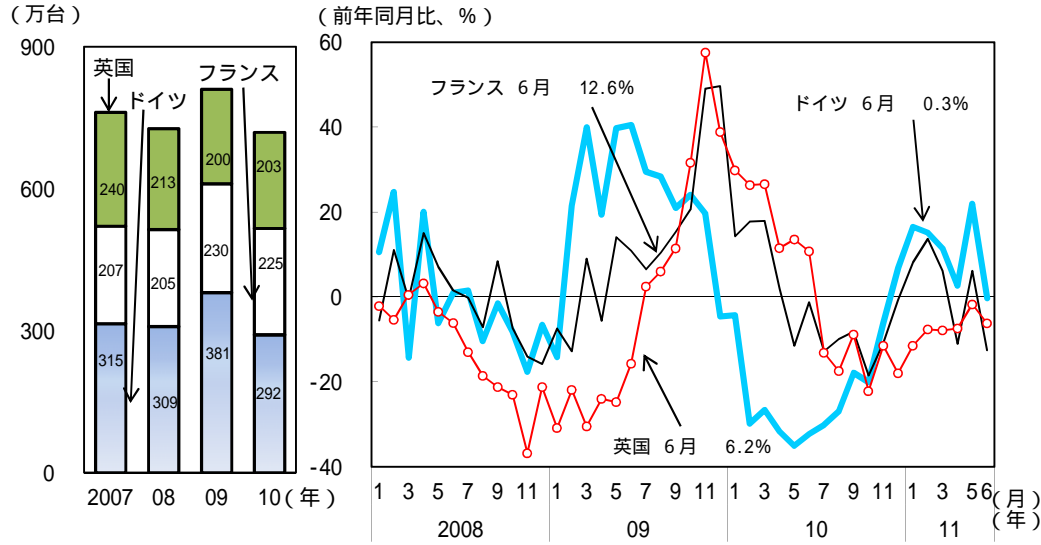 (万台)
900
600
300
0
英国
ドイツ
フランス
240
213
200
203
207
205
230
225
315
309
381
292
2007 08 09 10(年)
(前年同月比、%)
60
40
20
0
-20
-40
フランス 6月 12.6%
ドイツ 6月 0.3%
英国 6月 6.2%
1 3 5 7 9 11 1 3 5 7 9 11 1 3 5 7 9 11 1 3 5 6 (月)
2008 09 10 11 (年)